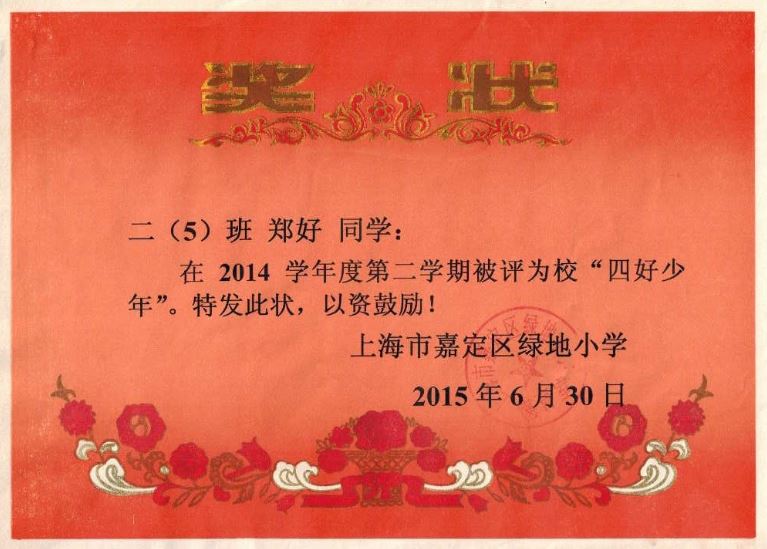 奖状
二（5）班 郑好 同学：
在 2014 学年度第二学期被评为校“四好少
年”。特发此状，以资鼓励！
上海市嘉定区绿地小学
2015 年 6 月 30 日